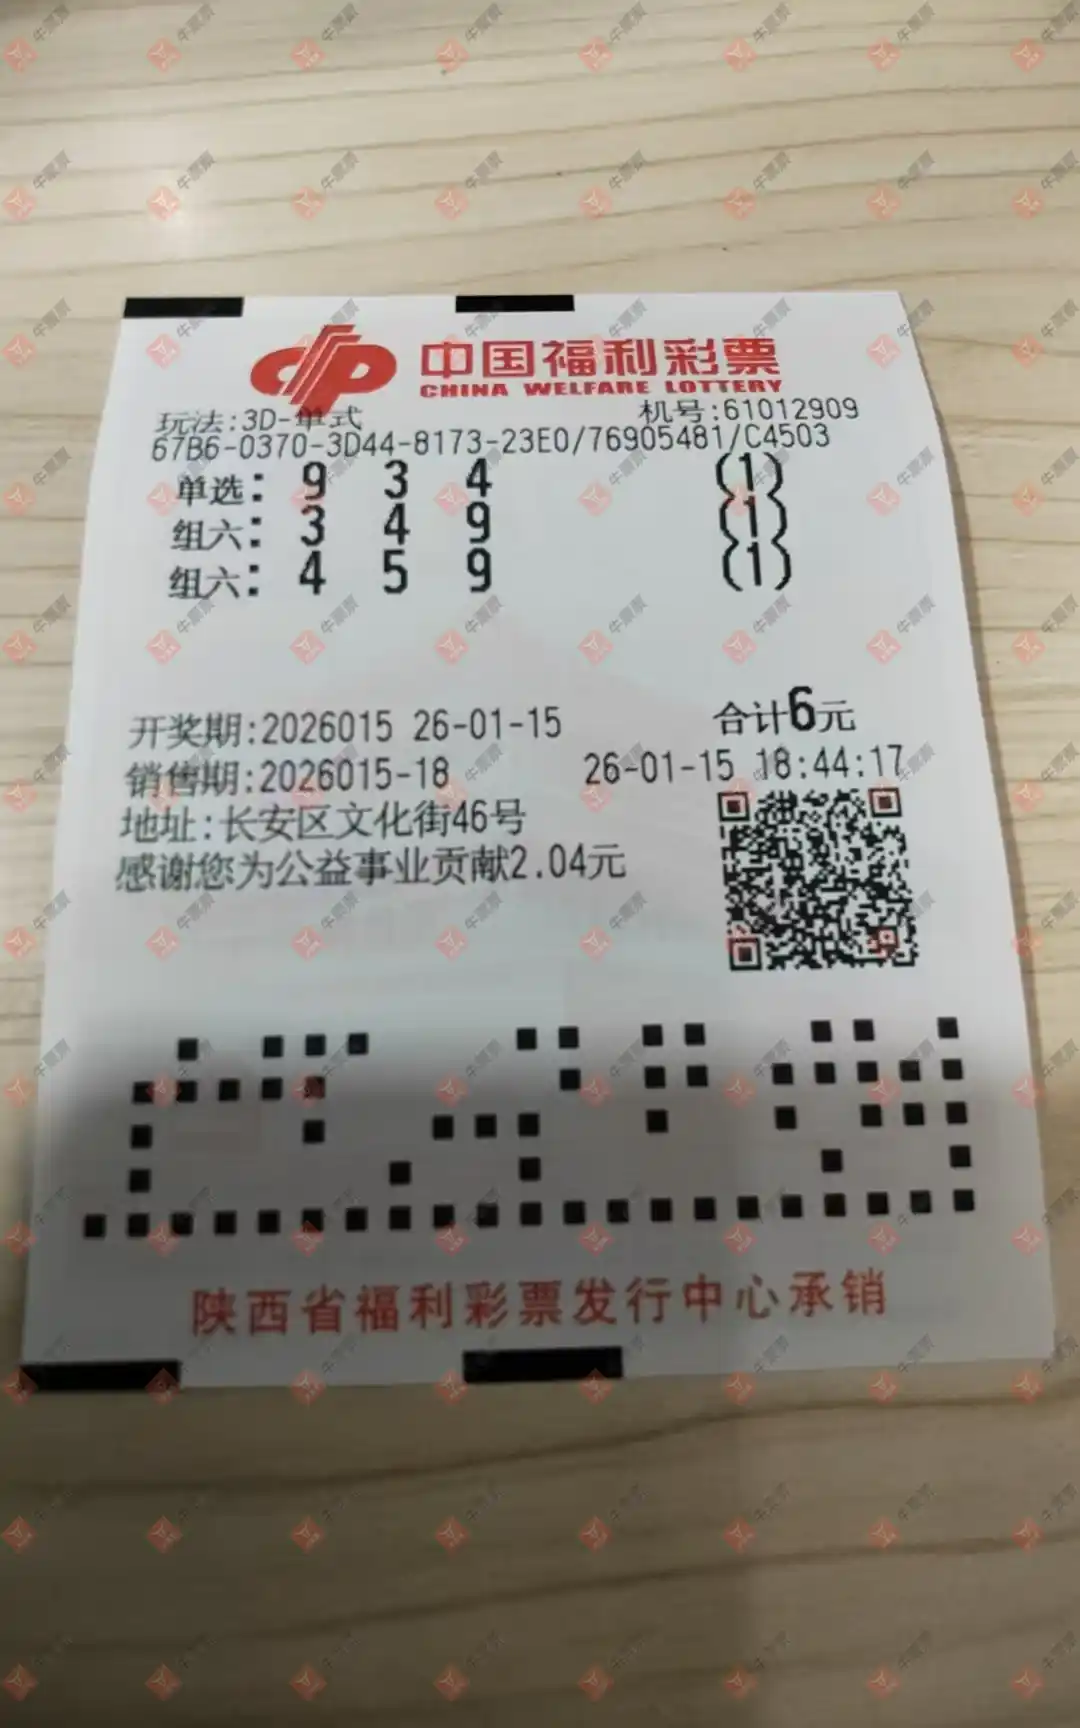 中国福利彩票
CHINA WELFARE LOTTERY
玩法:3D-单式 机号:61012909
67B6-0370-3D44-8173-23E0/76905481/C4503
单选: 9 3 4 (1)
组六: 3 4 9 (1)
组六: 4 5 9 (1)
开奖期:2026015 26-01-15 合计6元
销售期:2026015-18 26-01-15 18:44:17
地址:长安区文化街46号
感谢您为公益事业贡献2.04元
陕西省福利彩票发行中心承销